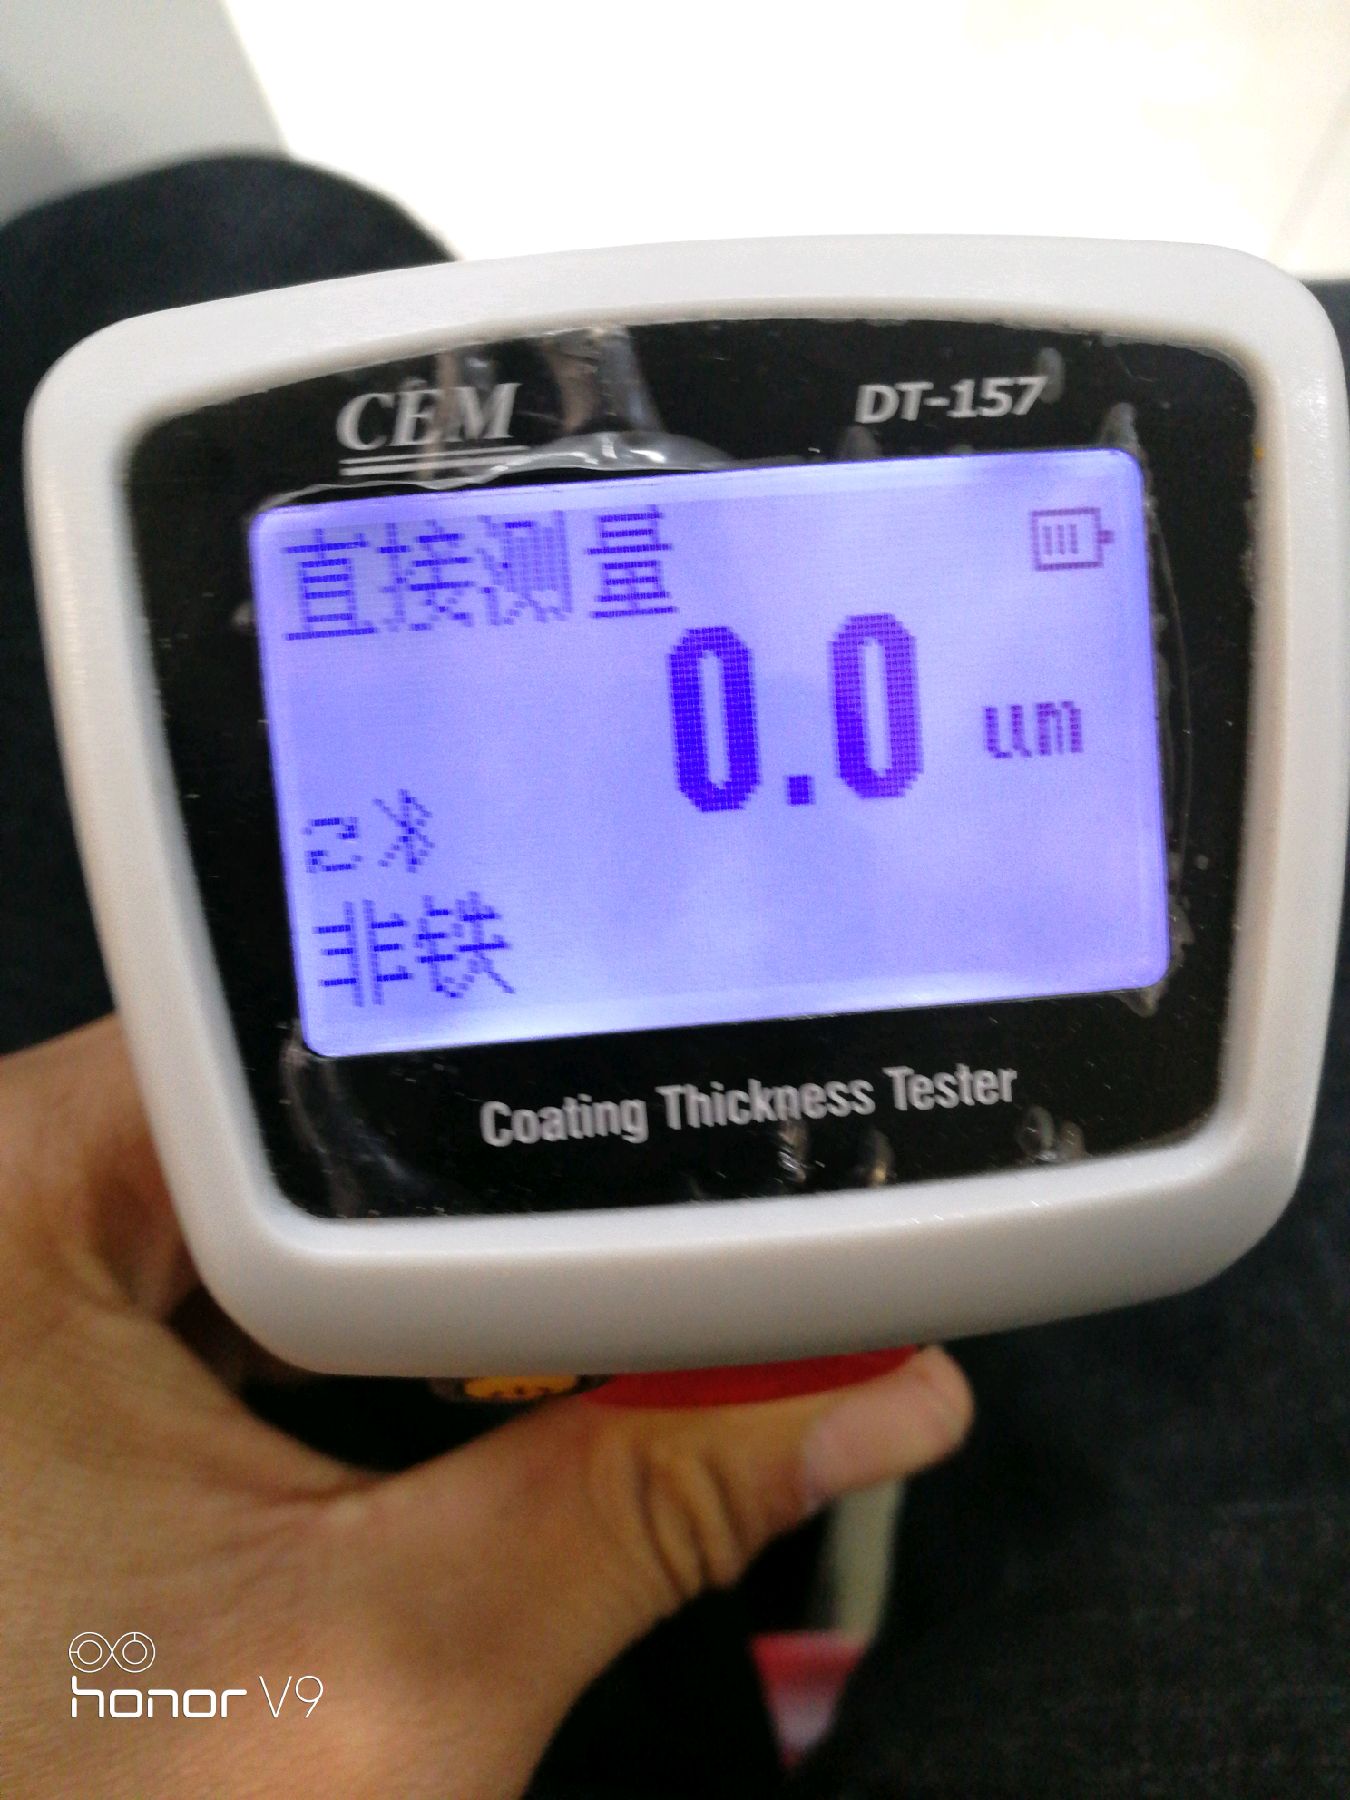 CEM
DT-157
直接测量
0.0 um
非铁
Coating Thickness Tester
honor V9